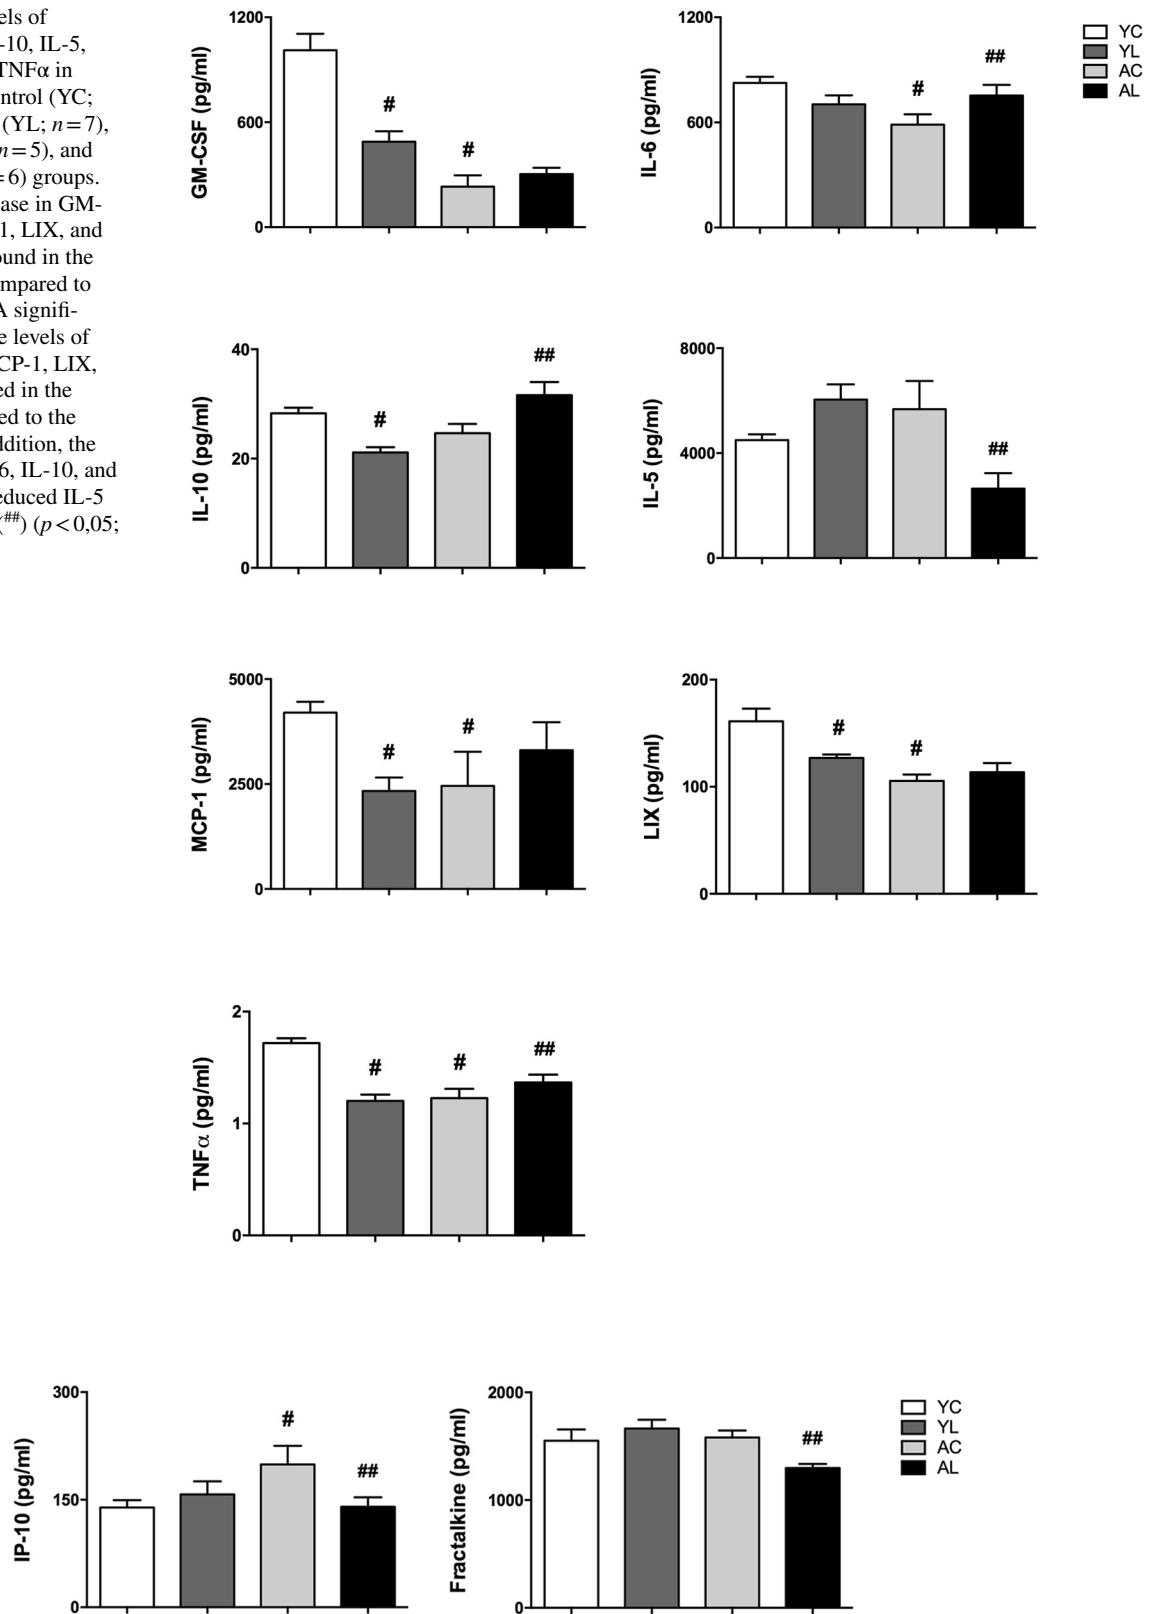 els of
-10, IL-5,
TNFα in
ntrol (YC;
(YL; n = 7),
n = 5), and
= 6) groups.
ase in GM-
1, LIX, and
ound in the
mpared to
A signifi-
e levels of
CP-1, LIX,
ed in the
ed to the
ddition, the
6, IL-10, and
educed IL-5
(##) (p < 0,05;
GM-CSF (pg/ml)
1200
600
0
#
#
IL-6 (pg/ml)
1200
600
0
#
##
YC
YL
AC
AL
IL-10 (pg/ml)
40
20
0
#
##
IL-5 (pg/ml)
8000
4000
0
##
MCP-1 (pg/ml)
5000
2500
0
#
#
LIX (pg/ml)
200
100
0
#
#
TNFα (pg/ml)
2
1
0
#
#
##
IP-10 (pg/ml)
300
150
0
#
##
Fractalkine (pg/ml)
2000
1000
0
##
YC
YL
AC
AL